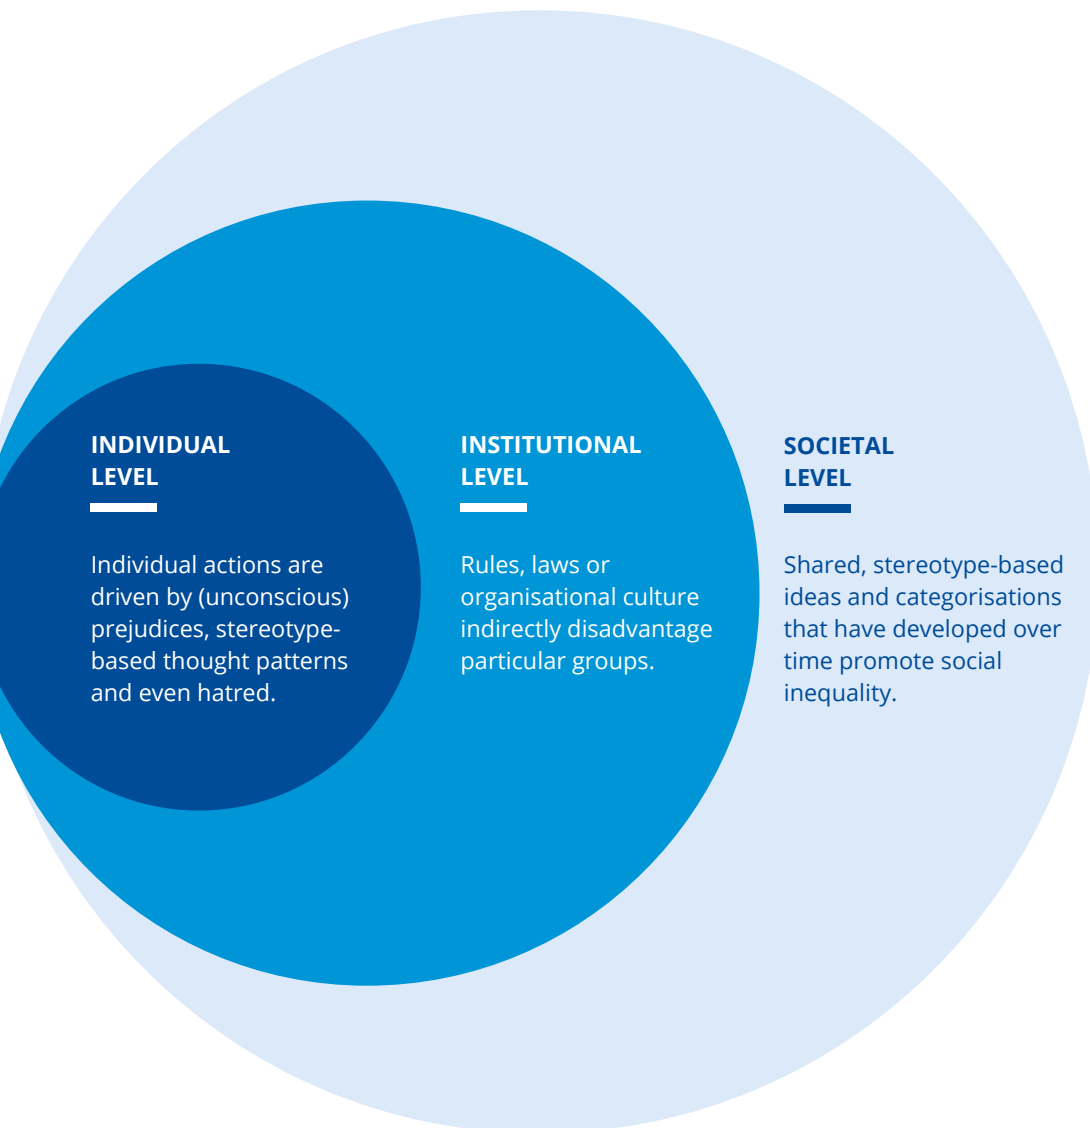 INDIVIDUAL
LEVEL
Individual actions are
driven by (unconscious)
prejudices, stereotype-
based thought patterns
and even hatred.
INSTITUTIONAL
LEVEL
Rules, laws or
organisational culture
indirectly disadvantage
particular groups.
SOCIETAL
LEVEL
Shared, stereotype-based
ideas and categorisations
that have developed over
time promote social
inequality.